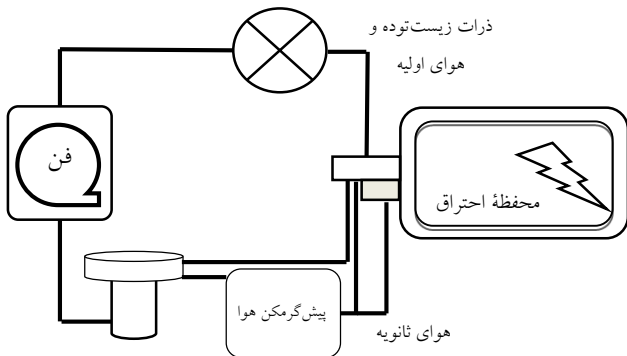 ذرات زیست‌توده و
هوای اولیه
فن
محفظهٔ احتراق
پیش‌گرمکن هوا
هوای ثانویه